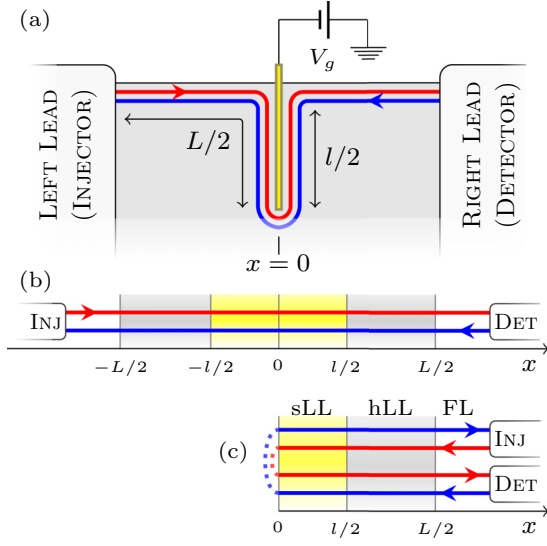 (a)
V_g
LEFT LEAD
(INJECTOR)
L/2
l/2
RIGHT LEAD
(DETECTOR)
x = 0
(b)
INJ
DET
−L/2
−l/2
0
l/2
L/2
x
sLL
hLL
FL
(c)
INJ
DET
0
l/2
L/2
x